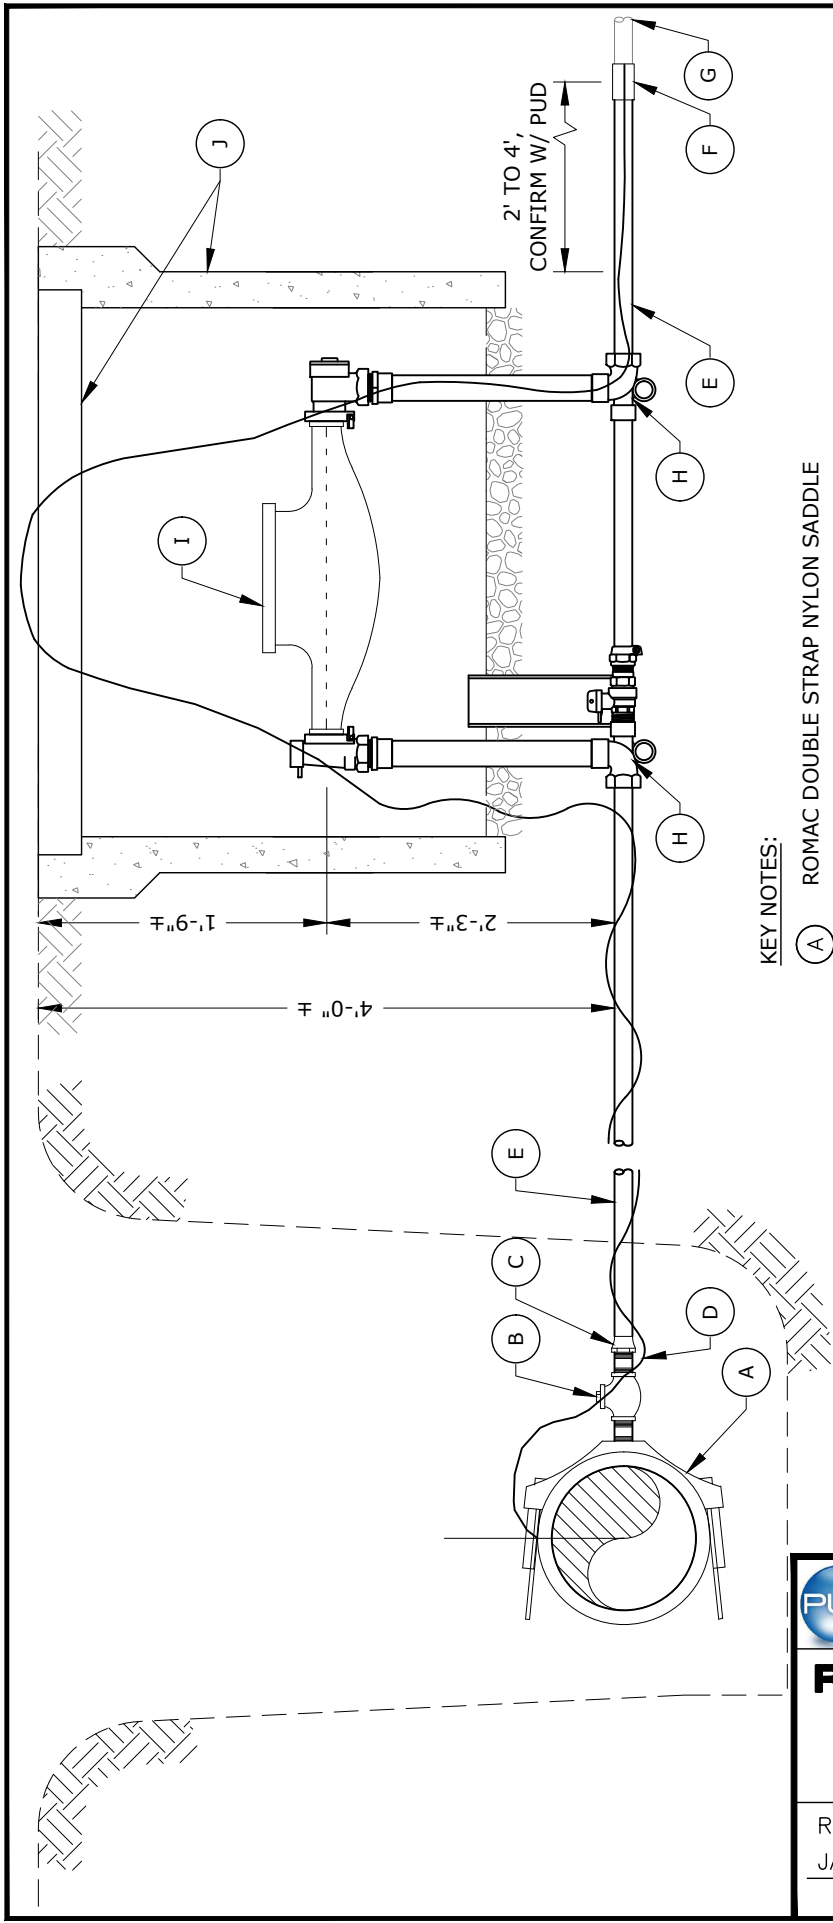 J
G
F
2' TO 4',
CONFIRM W/ PUD
E
I
H
H
1'-9"±
2'-3"±
4'-0" ±
E
C
B
D
A
KEY NOTES:
A ROMAC DOUBLE STRAP NYLON SADDLE